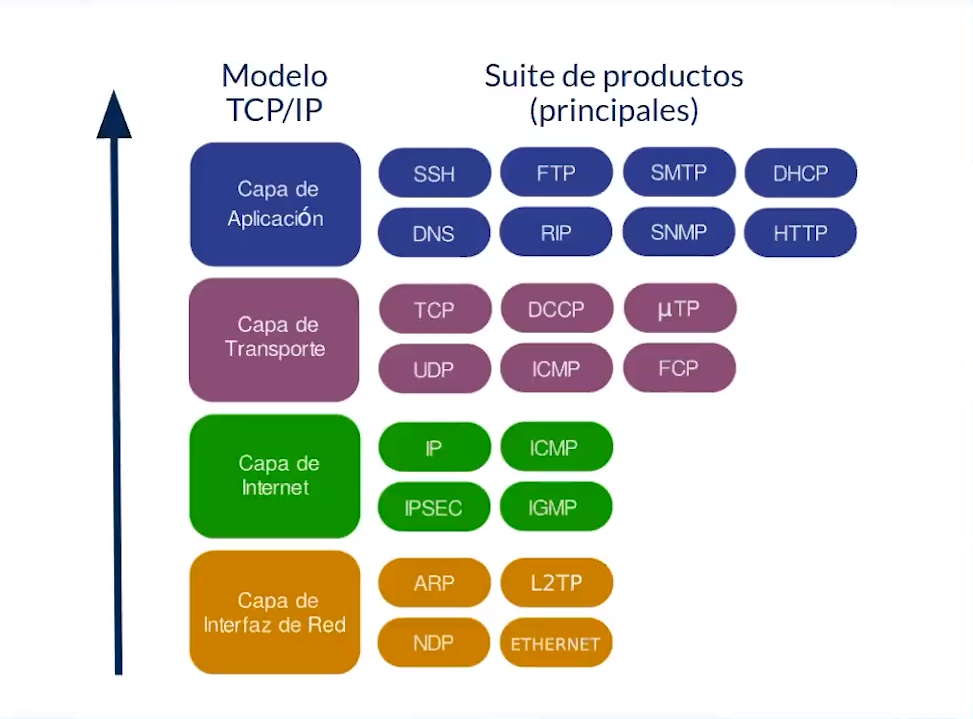 Modelo
TCP/IP
Suite de productos
(principales)
Capa de
Aplicación
SSH
FTP
SMTP
DHCP
DNS
RIP
SNMP
HTTP
Capa de
Transporte
TCP
DCCP
µTP
UDP
ICMP
FCP
Capa de
Internet
IP
ICMP
IPSEC
IGMP
Capa de
Interfaz de Red
ARP
L2TP
NDP
ETHERNET